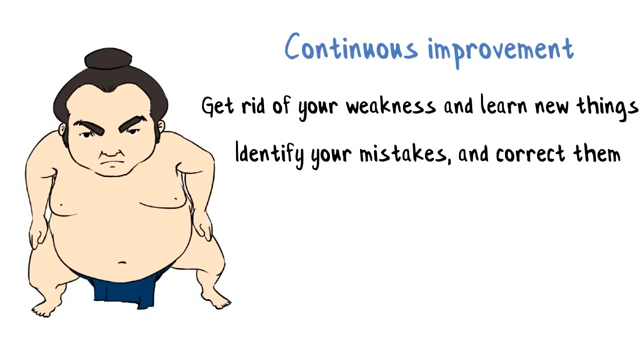 Continuous improvement
Get rid of your weakness and learn new things
Identify your mistakes, and correct them